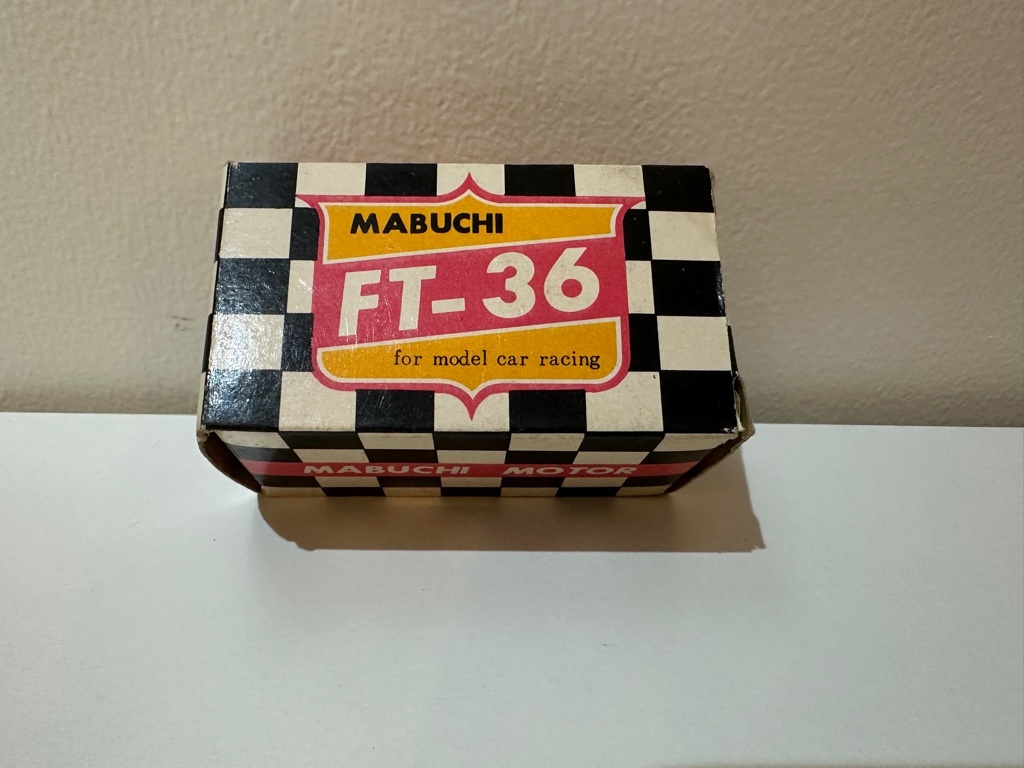 MABUCHI
FT-36
for model car racing
MABUCHI MOTOR